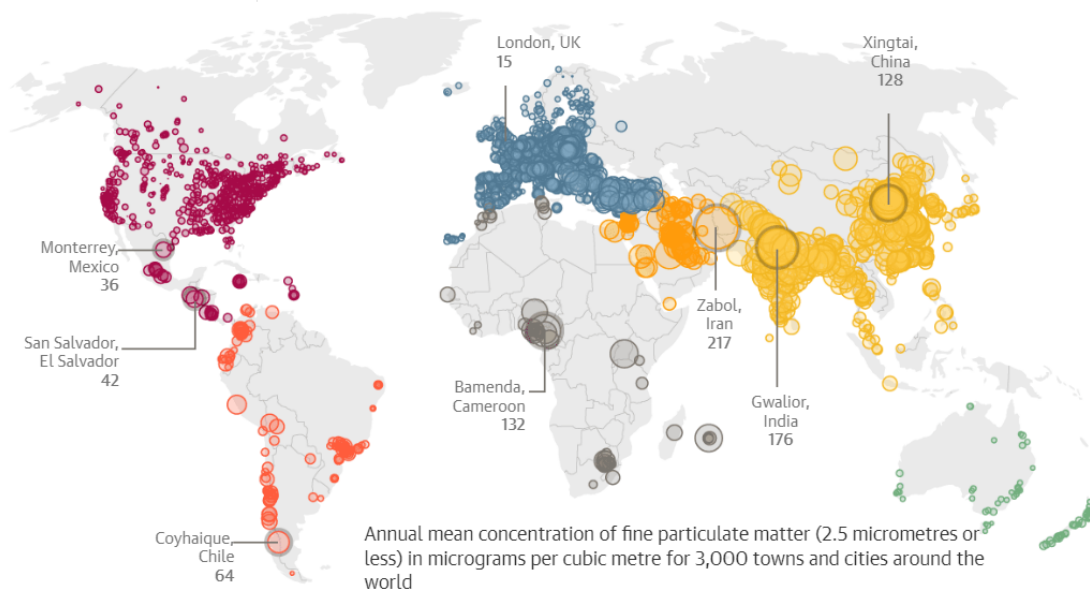 London, UK
15
Xingtai,
China
128
Monterrey,
Mexico
36
San Salvador,
El Salvador
42
Zabol,
Iran
217
Bamenda,
Cameroon
132
Gwalior,
India
176
Coyhaique,
Chile
64
Annual mean concentration of fine particulate matter (2.5 micrometres or
less) in micrograms per cubic metre for 3,000 towns and cities around the
world